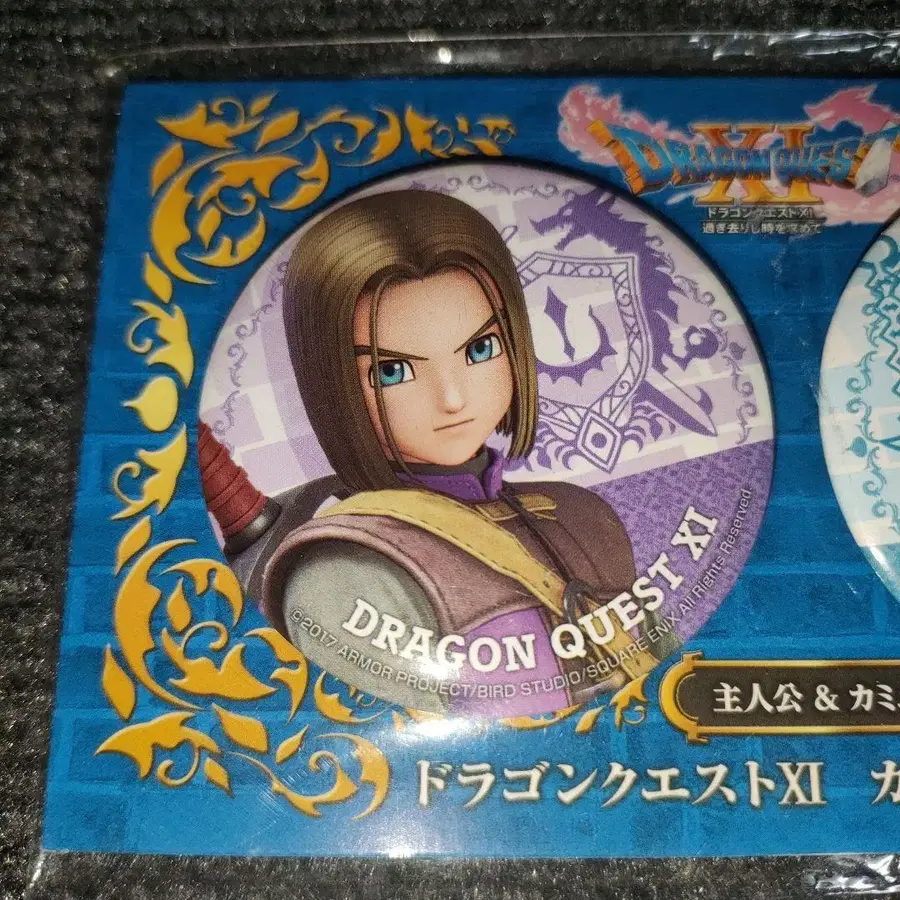 DRAGON QUEST
XI
ドラゴンクエストXI
過ぎ去りし時を求めて
DRAGON QUEST XI
©2017 ARMOR PROJECT/BIRD STUDIO/SQUARE ENIX All Rights Reserved
主人公 & カミ
ドラゴンクエストXI カ